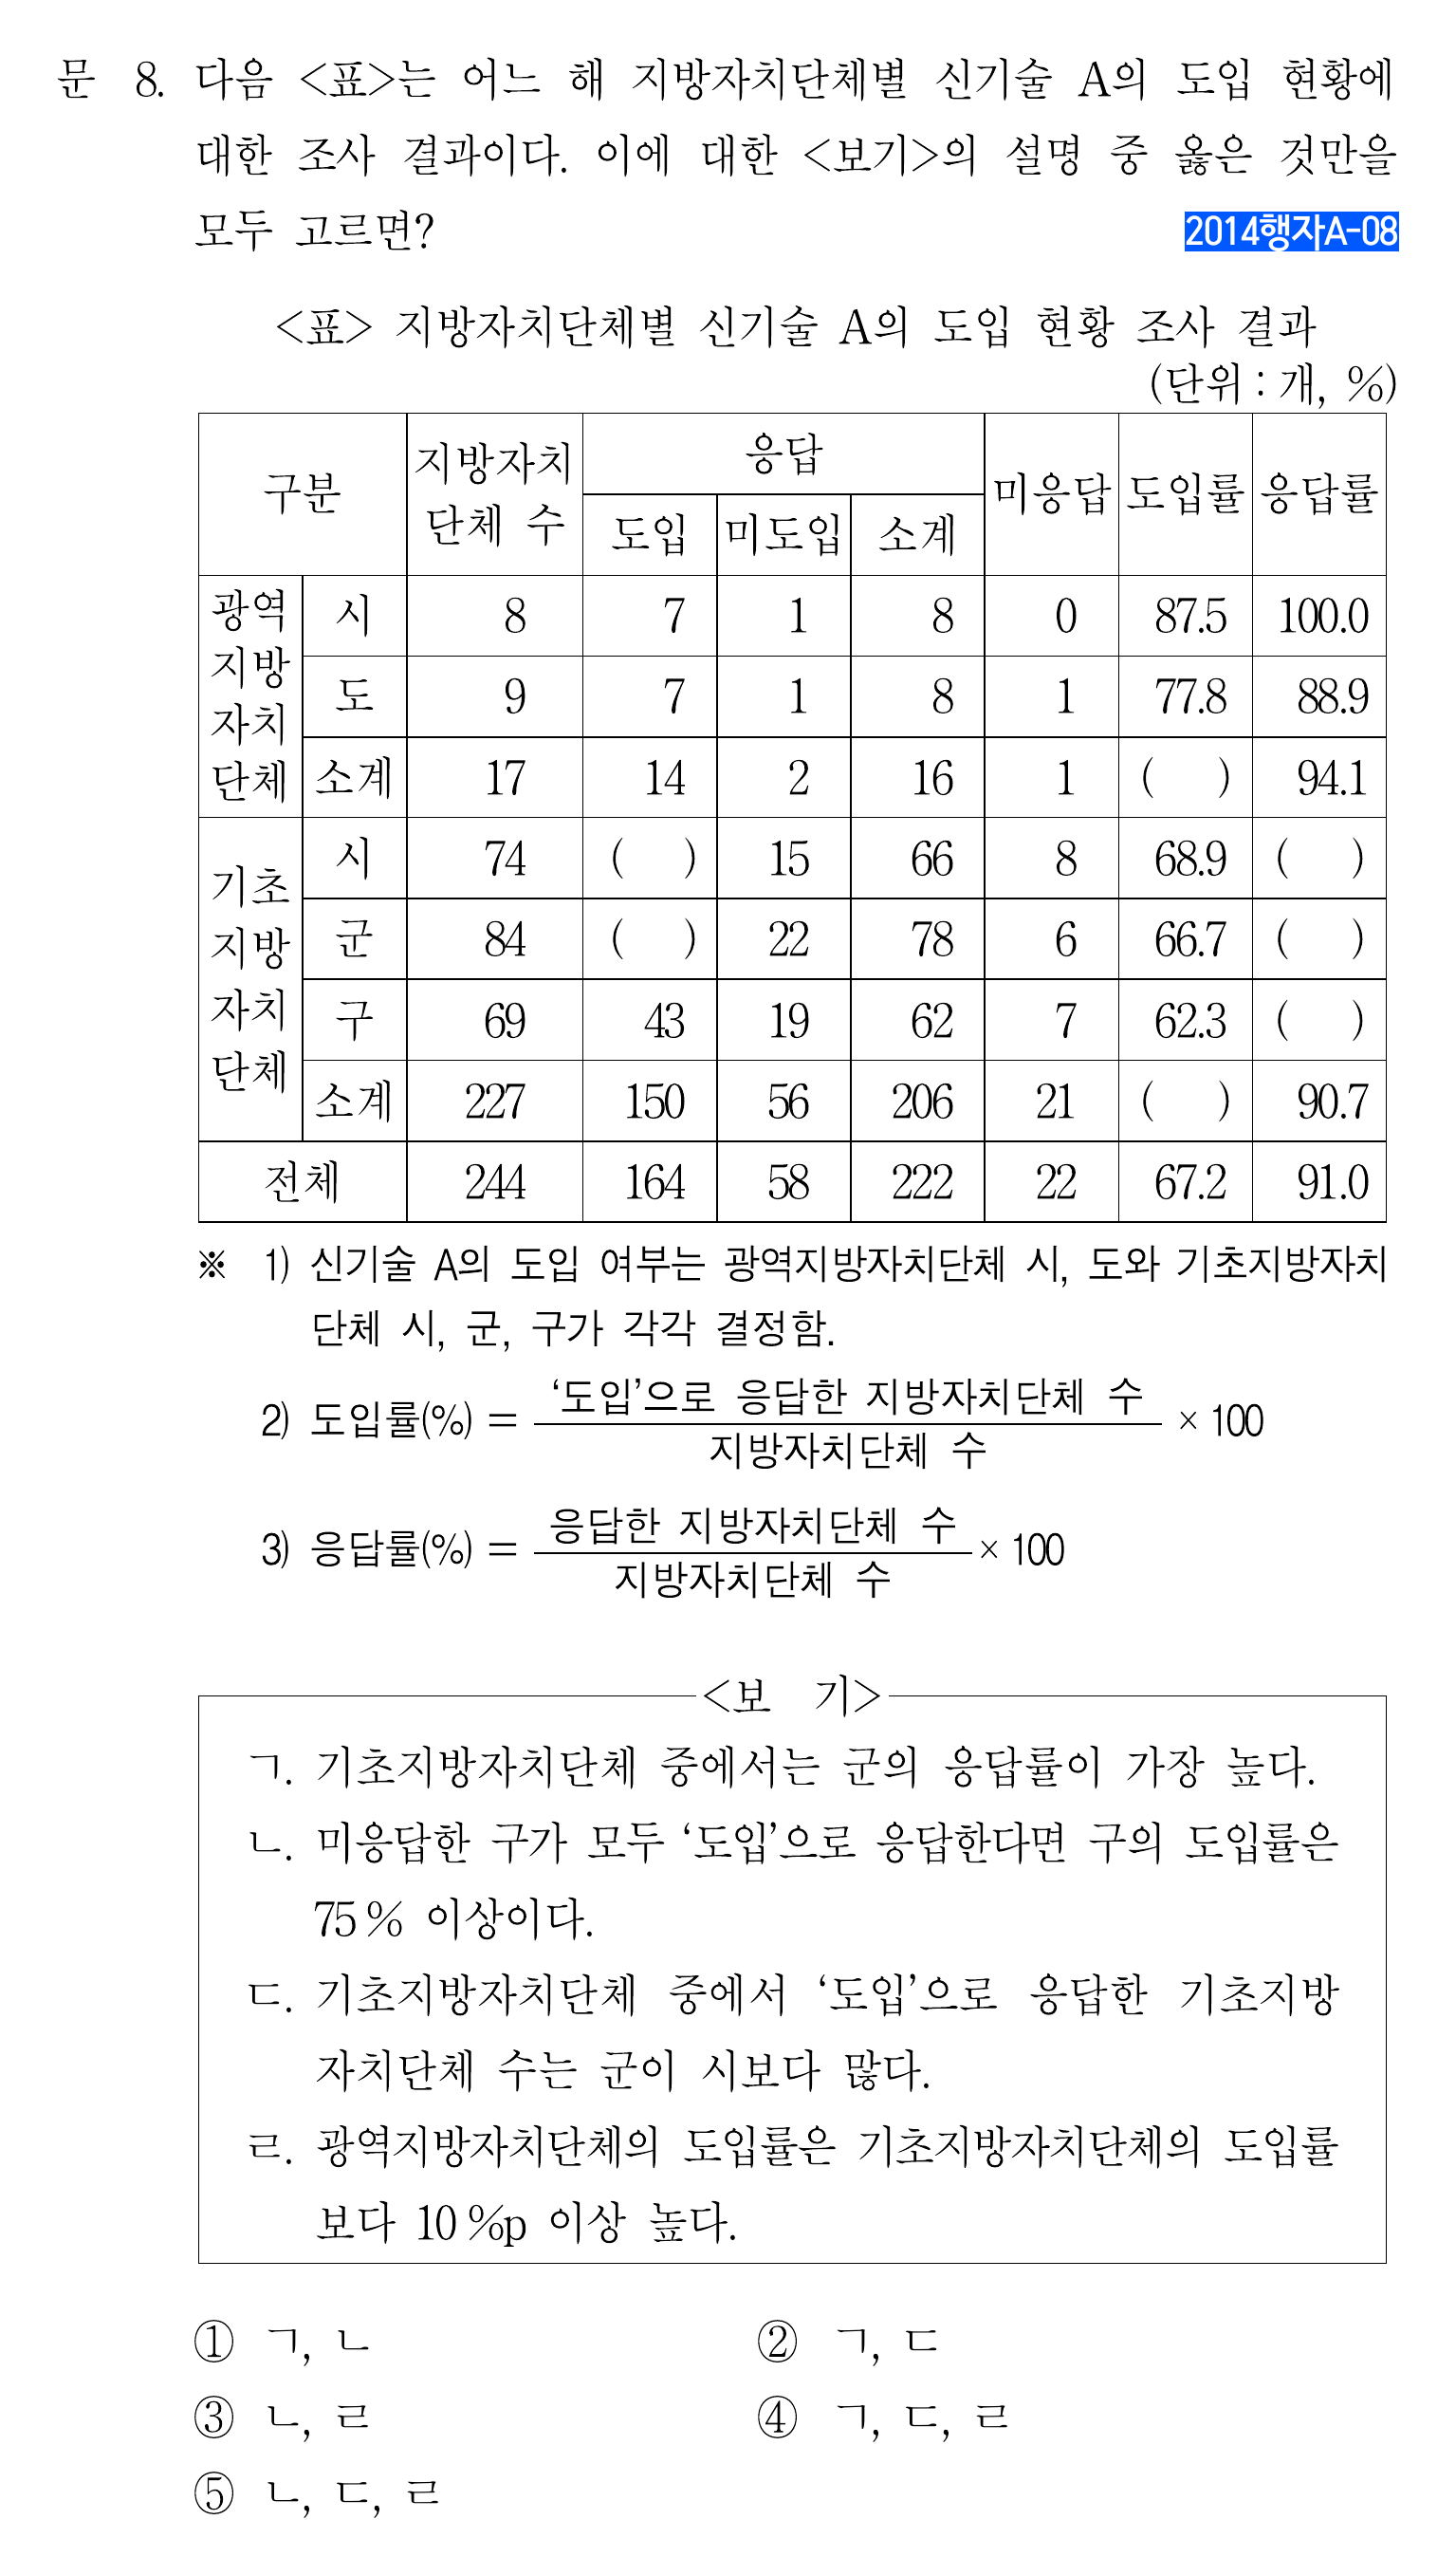 문 8. 다음 <표>는 어느 해 지방자치단체별 신기술 A의 도입 현황에
대한 조사 결과이다. 이에 대한 <보기>의 설명 중 옳은 것만을
모두 고르면?
2014행자A-08
<표> 지방자치단체별 신기술 A의 도입 현황 조사 결과
(단위 : 개, %)
구분 지방자치단체 수 응답 미응답 도입률 응답률
도입 미도입 소계
광역지방자치단체 시 8 7 1 8 0 87.5 100.0
도 9 7 1 8 1 77.8 88.9
소계 17 14 2 16 1 ( ) 94.1
기초지방자치단체 시 74 ( ) 15 66 8 68.9 ( )
군 84 ( ) 22 78 6 66.7 ( )
구 69 43 19 62 7 62.3 ( )
소계 227 150 56 206 21 ( ) 90.7
전체 244 164 58 222 22 67.2 91.0
※ 1) 신기술 A의 도입 여부는 광역지방자치단체 시, 도와 기초지방자치
단체 시, 군, 구가 각각 결정함.
2) 도입률(%) = ‘도입’으로 응답한 지방자치단체 수 / 지방자치단체 수 × 100
3) 응답률(%) = 응답한 지방자치단체 수 / 지방자치단체 수 × 100
<보 기>
ㄱ. 기초지방자치단체 중에서는 군의 응답률이 가장 높다.
ㄴ. 미응답한 구가 모두 ‘도입’으로 응답한다면 구의 도입률은
75% 이상이다.
ㄷ. 기초지방자치단체 중에서 ‘도입’으로 응답한 기초지방
자치단체 수는 군이 시보다 많다.
ㄹ. 광역지방자치단체의 도입률은 기초지방자치단체의 도입률
보다 10%p 이상 높다.
① ㄱ, ㄴ ② ㄱ, ㄷ
③ ㄴ, ㄹ ④ ㄱ, ㄷ, ㄹ
⑤ ㄴ, ㄷ, ㄹ